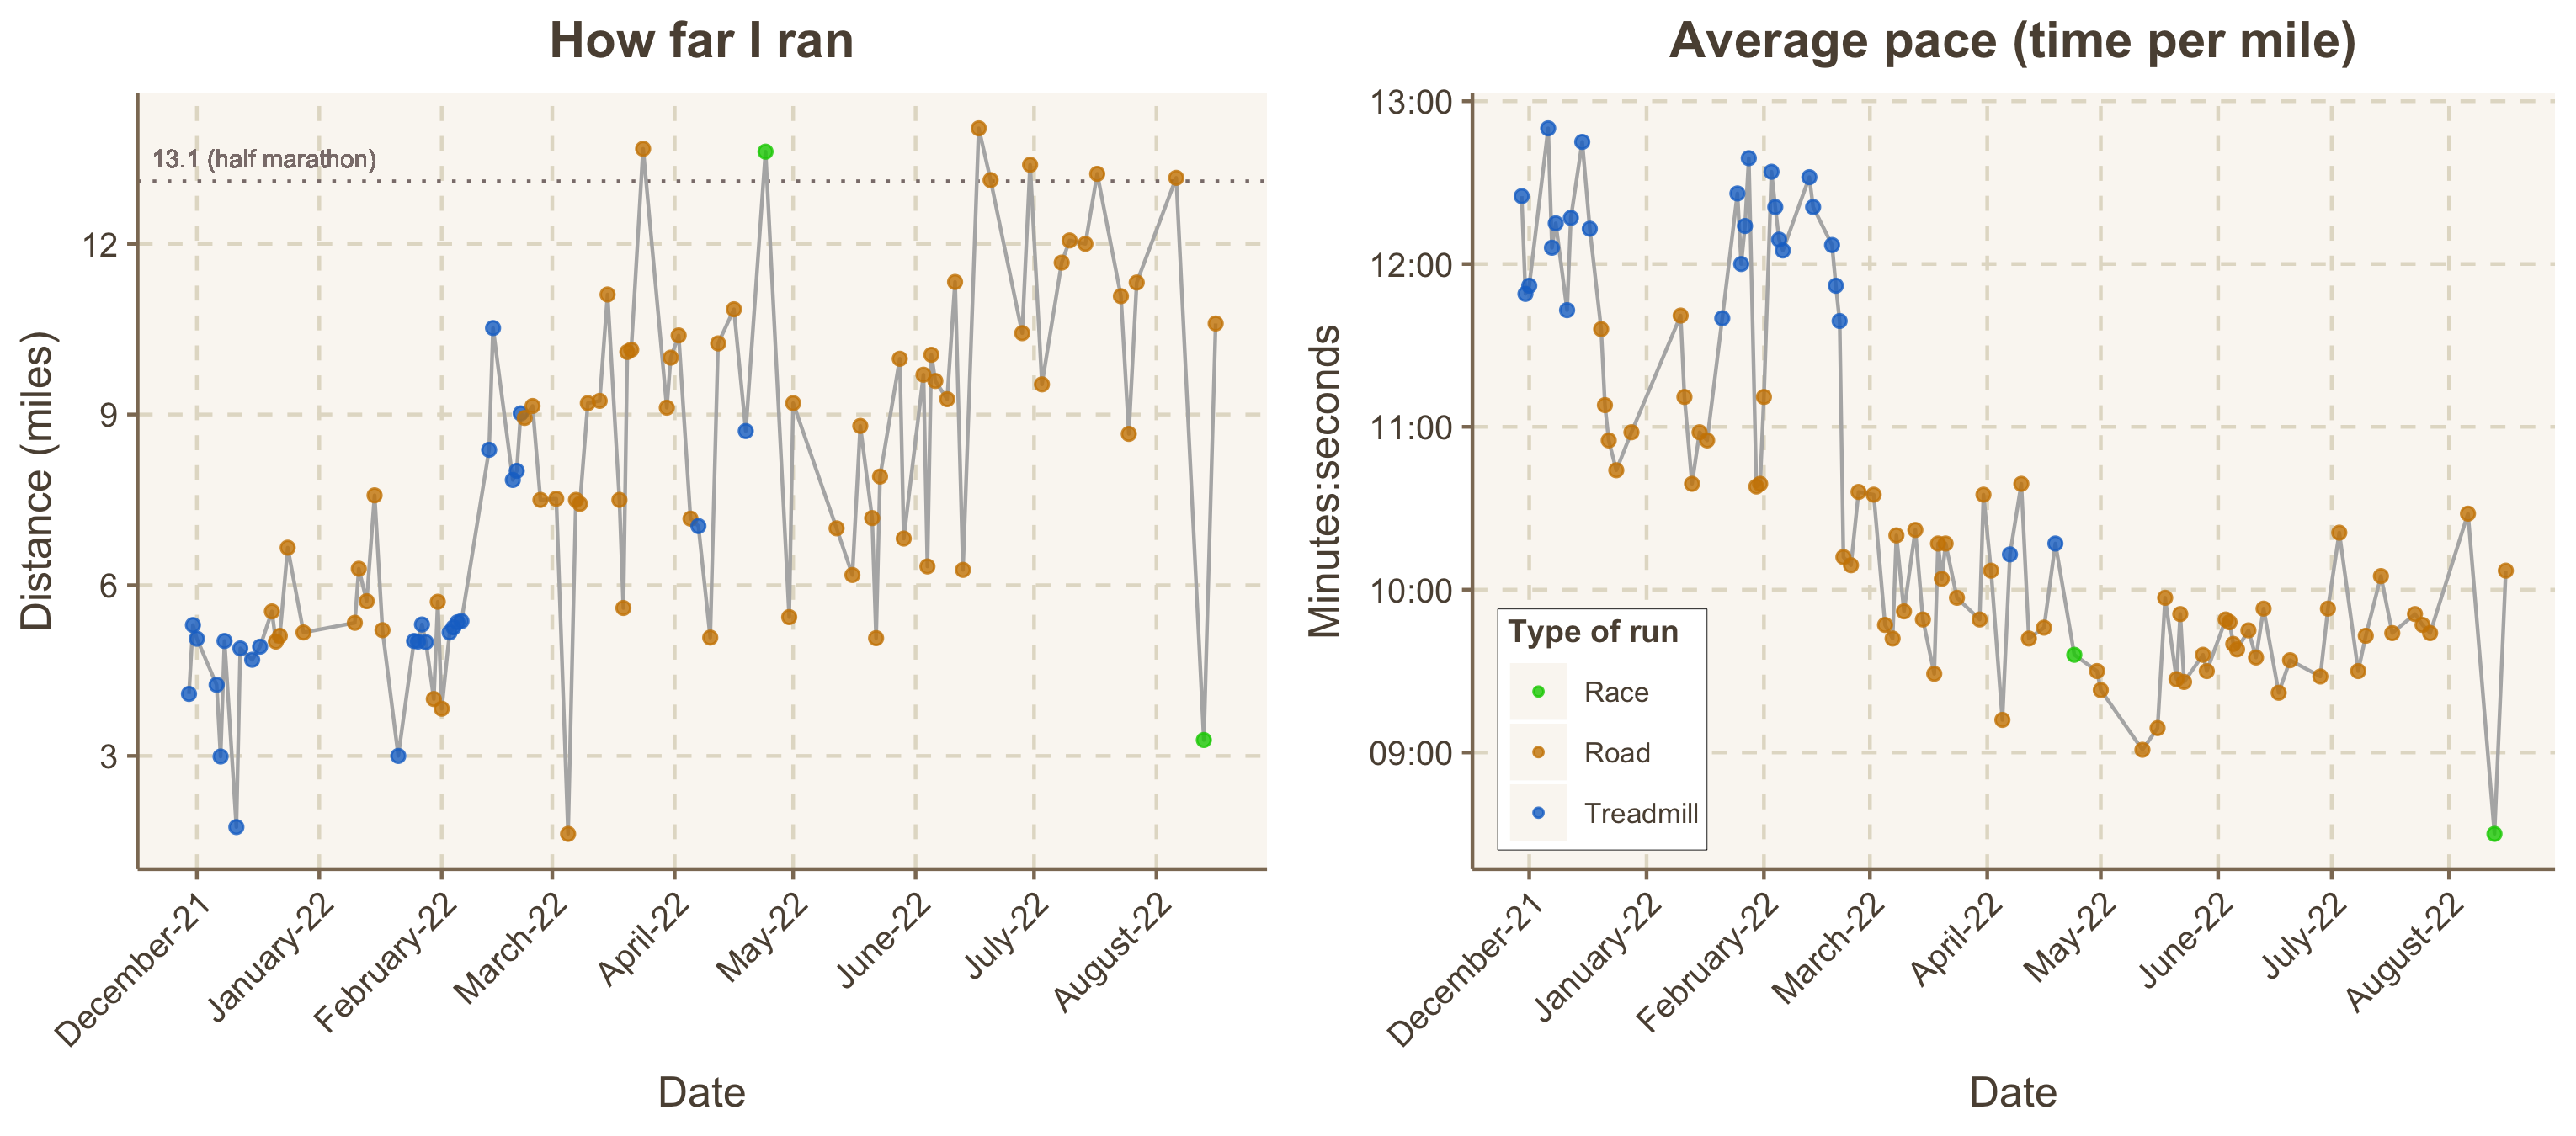 How far I ran
13.1 (half marathon)
12
9
6
3
Distance (miles)
December-21
January-22
February-22
March-22
April-22
May-22
June-22
July-22
August-22
Date
Average pace (time per mile)
13:00
12:00
11:00
10:00
09:00
Minutes:seconds
Type of run
Race
Road
Treadmill
December-21
January-22
February-22
March-22
April-22
May-22
June-22
July-22
August-22
Date